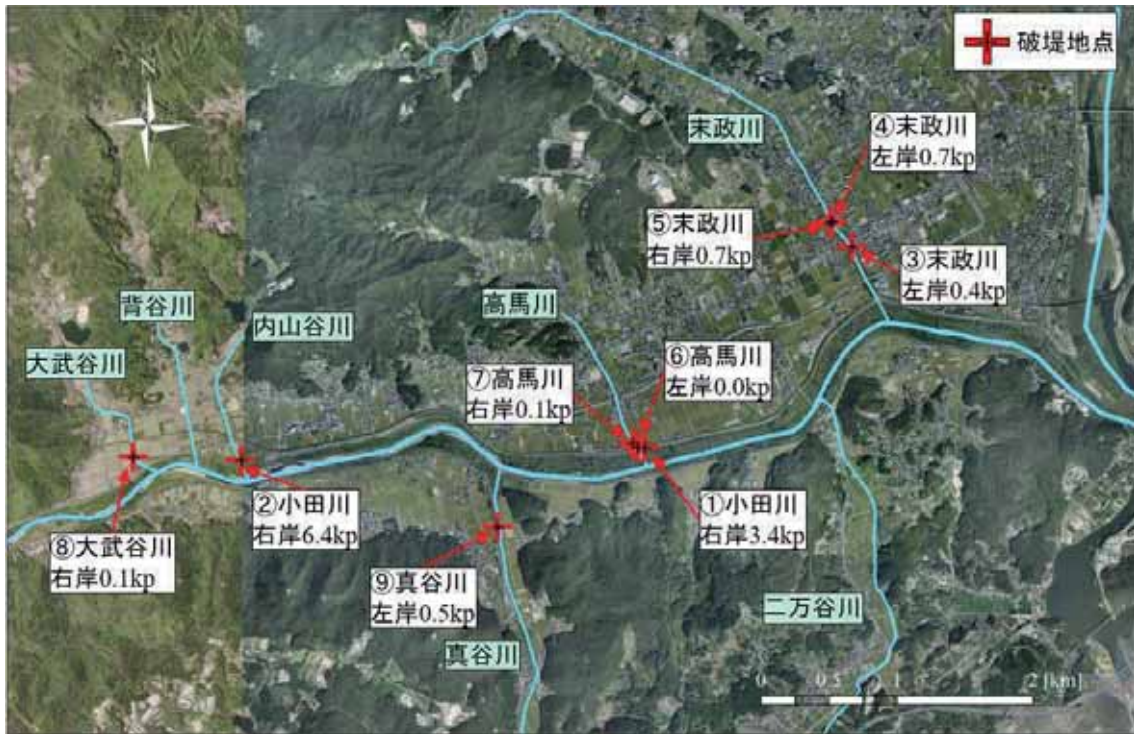 破堤地点
N
末政川
④末政川
左岸0.7kp
⑤末政川
右岸0.7kp
③末政川
左岸0.4kp
背谷川
内山谷川
大武谷川
高馬川
⑥高馬川
左岸0.0kp
⑦高馬川
右岸0.1kp
①小田川
右岸3.4kp
②小田川
右岸6.4kp
⑧大武谷川
右岸0.1kp
⑨真谷川
左岸0.5kp
真谷川
二万谷川
0 0.5 1 2 [km]